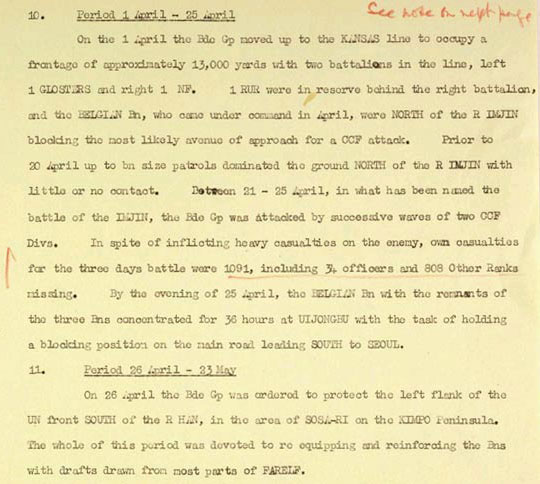 See note on next page
10. Period 1 April - 25 April
On the 1 April the Bde Gp moved up to the KANSAS line to occupy a
frontage of approximately 13,000 yards with two battalions in the line, left
1 GLOSTERS and right 1 NF. 1 RUR were in reserve behind the right battalion,
and the BELGIAN Bn, who came under command in April, were NORTH of the R IMJIN
blocking the most likely avenue of approach for a CCF attack. Prior to
20 April up to bn size patrols dominated the ground NORTH of the R IMJIN with
little or no contact. Between 21 - 25 April, in what has been named the
battle of the IMJIN, the Bde Gp was attacked by successive waves of two CCF
Divs. In spite of inflicting heavy casualties on the enemy, own casualties
for the three days battle were 1091, including 34 officers and 808 Other Ranks
missing. By the evening of 25 April, the BELGIAN Bn with the remnants of
the three Bns concentrated for 36 hours at UIJONGBU with the task of holding
a blocking position on the main road leading SOUTH to SEOUL.
11. Period 26 April - 23 May
On 26 April the Bde Gp was ordered to protect the left flank of the
UN front SOUTH of the R HAN, in the area of SOSA-RI on the KIMPO Peninsula.
The whole of this period was devoted to re equipping and reinforcing the Bns
with drafts drawn from most parts of FARELF.